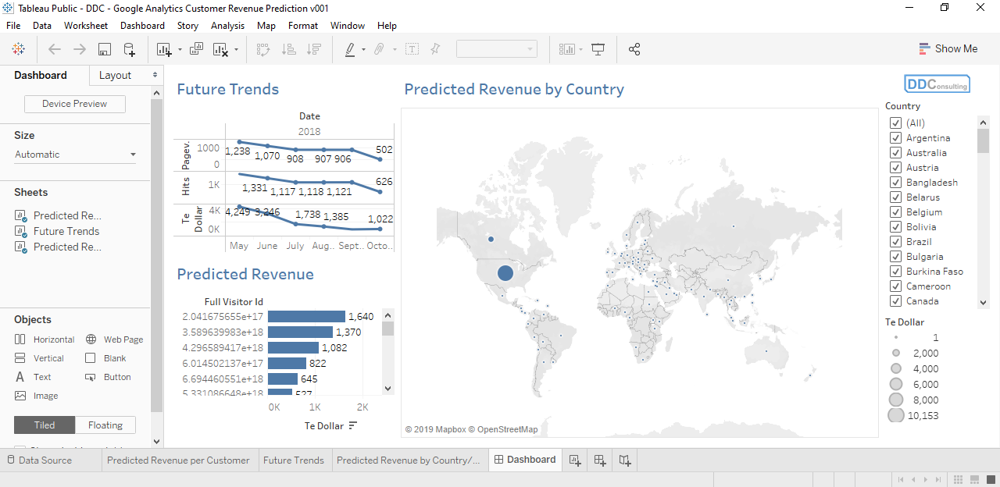 Tableau Public - DDC - Google Analytics Customer Revenue Prediction v001
File Data Worksheet Dashboard Story Analysis Map Format Window Help
Show Me
Dashboard Layout
Device Preview
Size
Automatic
Sheets
Predicted Re...
Future Trends
Predicted Re...
Objects
Horizontal Web Page
Vertical Blank
Text Button
Image
Tiled Floating
Future Trends
Date
2018
Pagev.
1000
0
1,238 1,070 908 907 906 502
Hits
1K
1,331 1,117 1,118 1,121 626
Te Dollar
4K
0K
4,249 3,246 1,738 1,385 1,022
May June July Aug.. Sept.. Octo..
Predicted Revenue
Full Visitor Id
2.041675655e+17 1,640
3.589639983e+18 1,370
4.296589417e+18 1,082
6.014502137e+17 822
6.694460551e+18 645
5.331086648e+18 527
0K 1K 2K
Te Dollar
Predicted Revenue by Country
© 2019 Mapbox © OpenStreetMap
DDConsulting
Country
(All)
Argentina
Australia
Austria
Bangladesh
Belarus
Belgium
Bolivia
Brazil
Bulgaria
Burkina Faso
Cameroon
Canada
Te Dollar
1
2,000
4,000
6,000
8,000
10,153
Data Source Predicted Revenue per Customer Future Trends Predicted Revenue by Country/... Dashboard